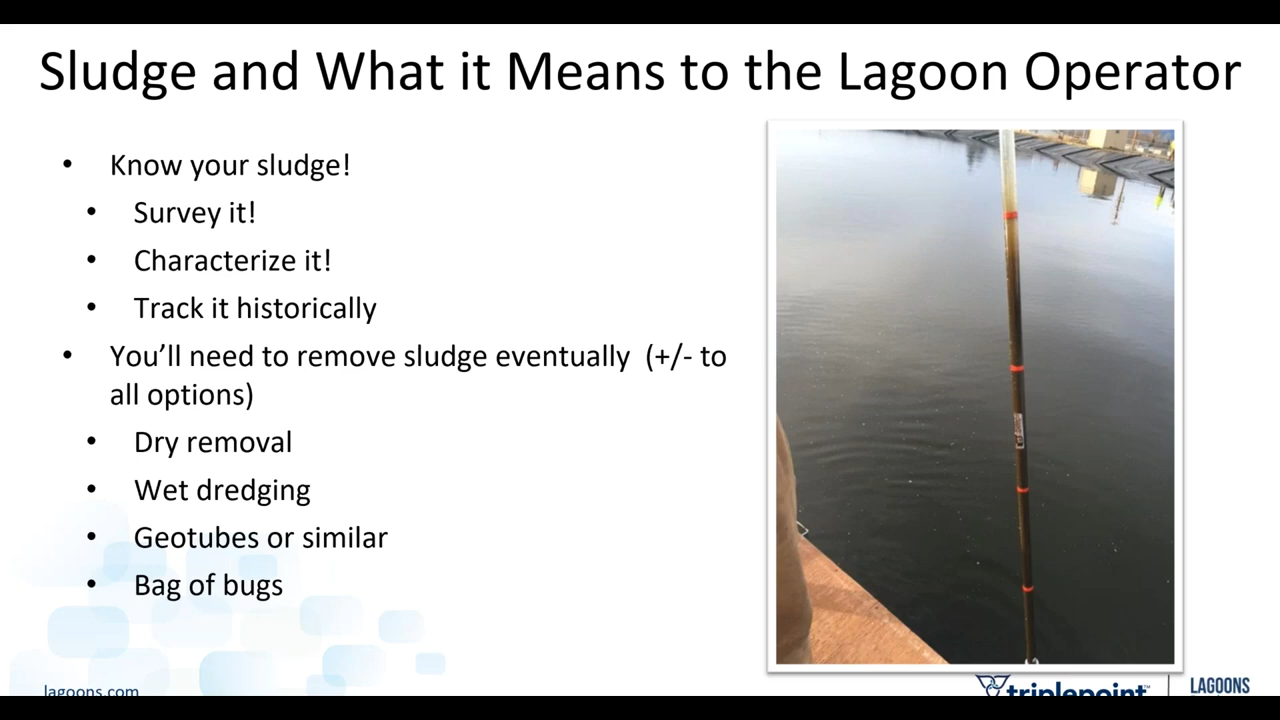 Sludge and What it Means to the Lagoon Operator
• Know your sludge!
• Survey it!
• Characterize it!
• Track it historically
• You’ll need to remove sludge eventually (+/- to
all options)
• Dry removal
• Wet dredging
• Geotubes or similar
• Bag of bugs
lagoons.com
triplepoint™
LAGOONS